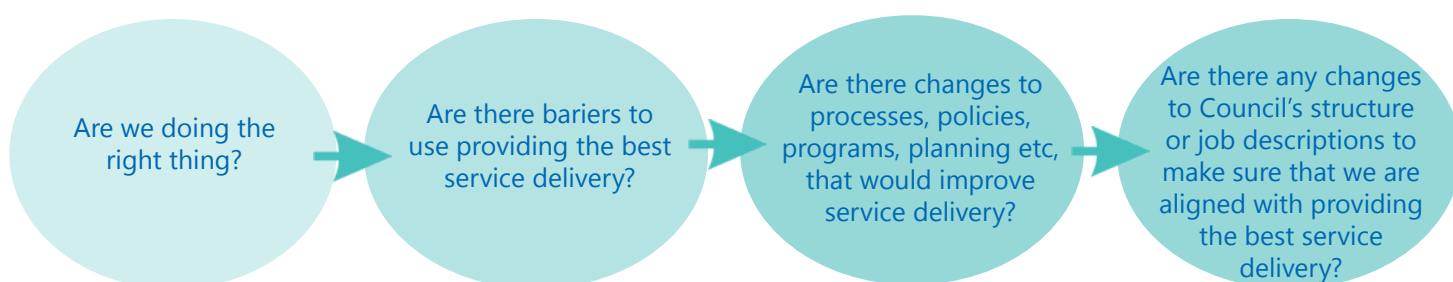 Are we doing the
right thing?
Are there bariers to
use providing the best
service delivery?
Are there changes to
processes, policies,
programs, planning etc,
that would improve
service delivery?
Are there any changes
to Council's structure
or job descriptions to
make sure that we are
aligned with providing
the best service
delivery?